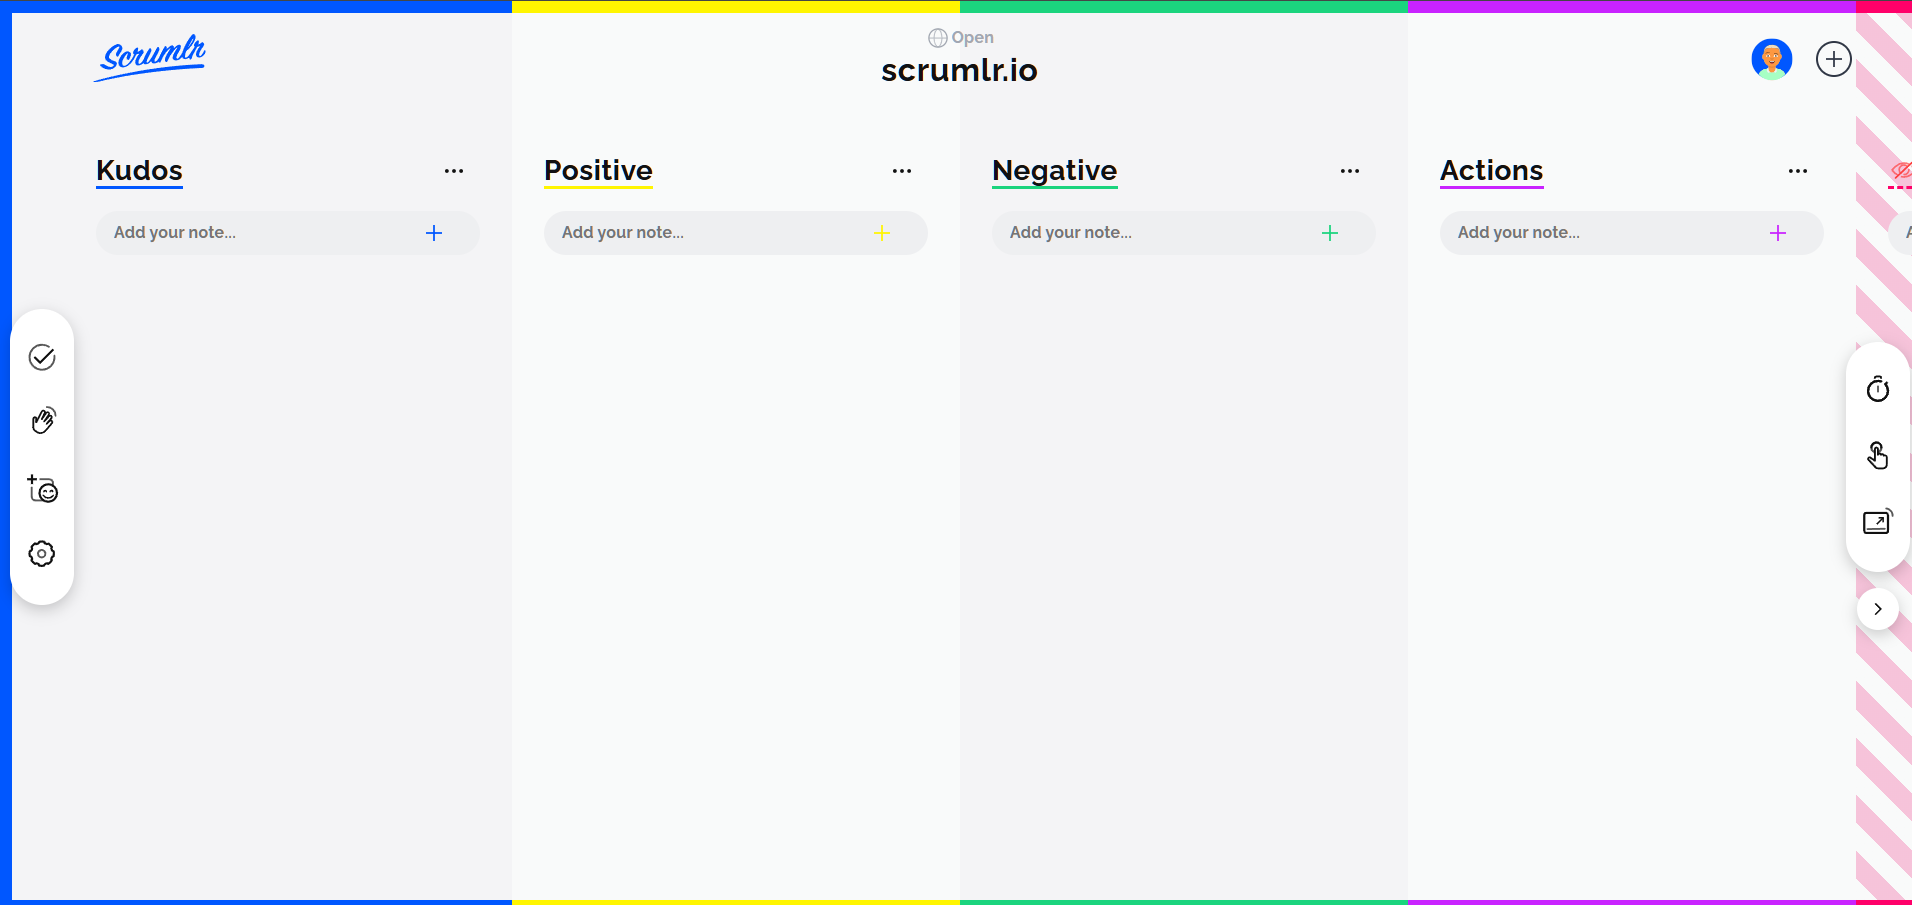 Scrumlr
Open
scrumlr.io
Kudos
Positive
Negative
Actions
Add your note...
Add your note...
Add your note...
Add your note...